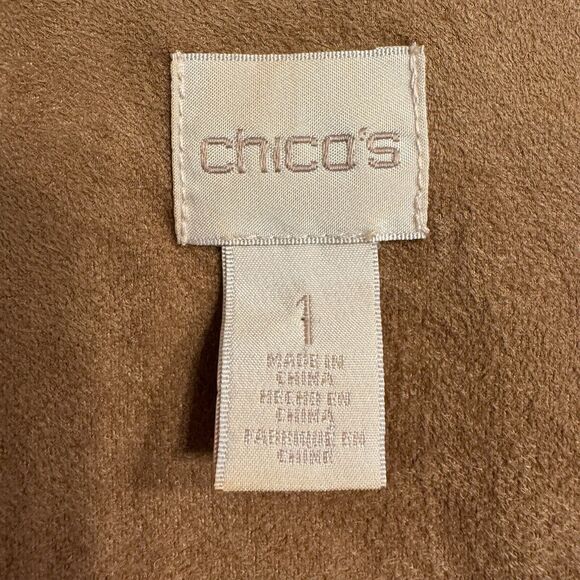 chico's
1
MADE IN
CHINA
HECHO EN
CHINA
FABRIQUÉ EN
CHINE